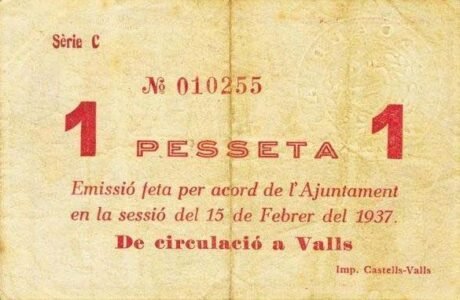 Sèrie C
№ 010255
1 PESSETA 1
Emissió feta per acord de l'Ajuntament
en la sessió del 15 de Febrer del 1937.
De circulació a Valls
Imp. Castells-Valls